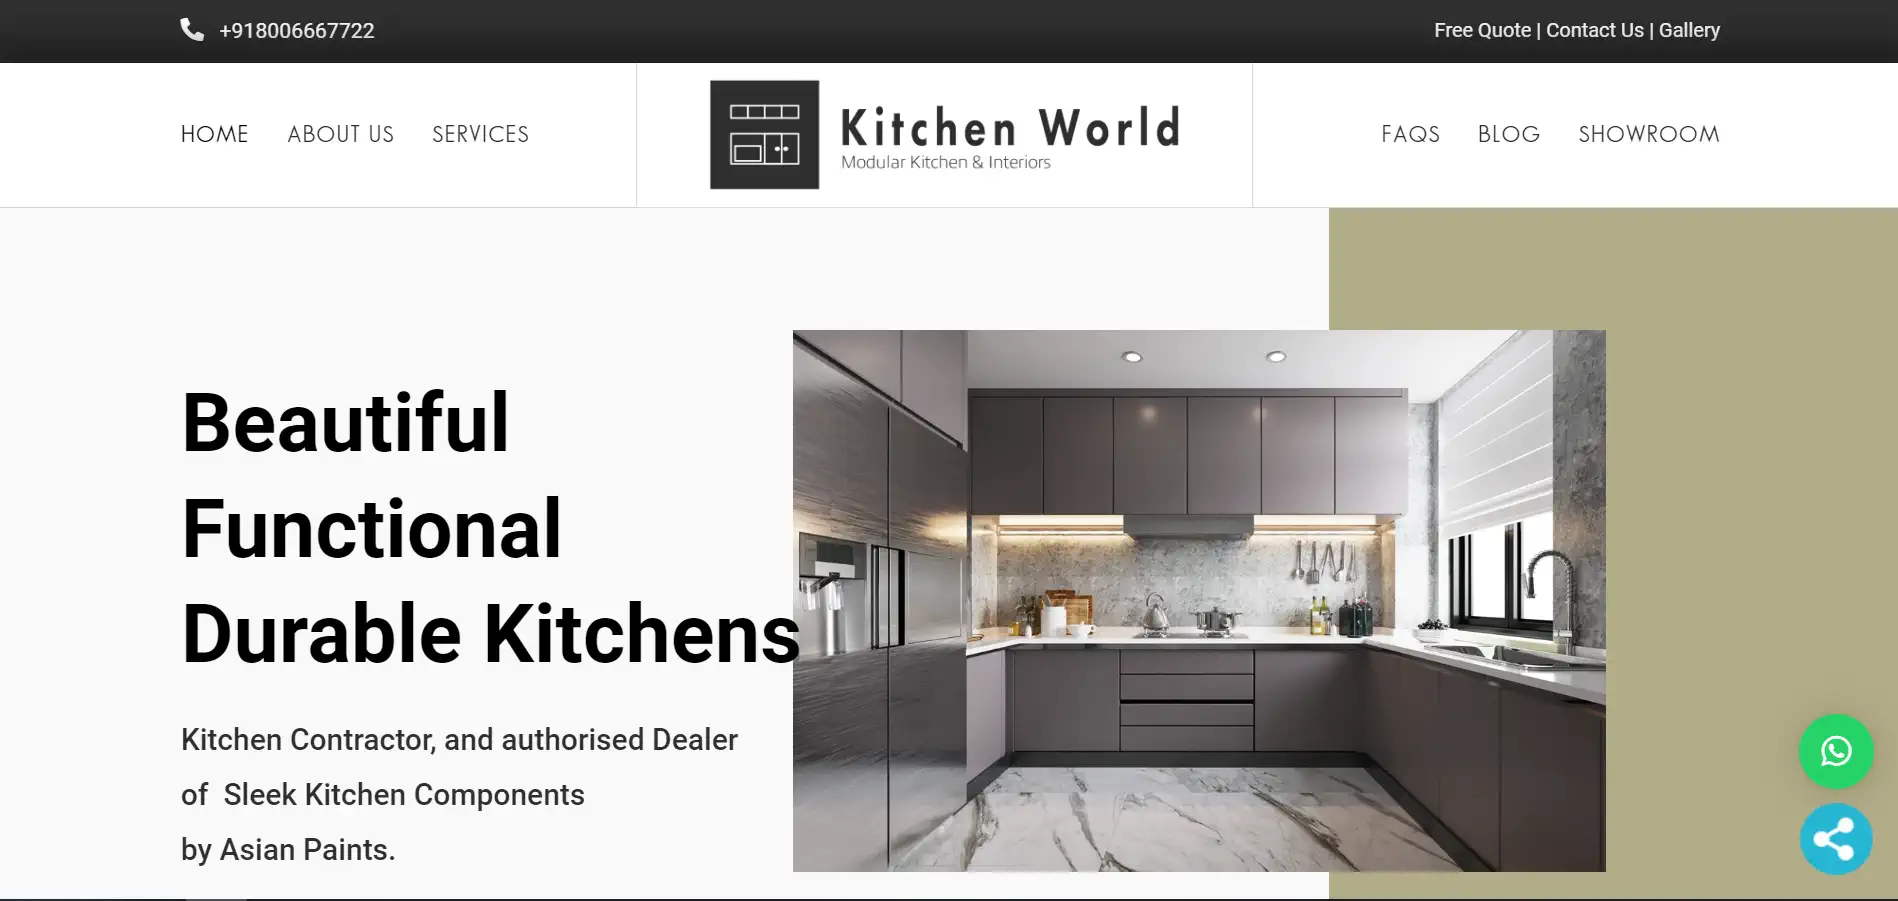 +918006667722
Free Quote | Contact Us | Gallery
HOME ABOUT US SERVICES
Kitchen World
Modular Kitchen & Interiors
FAQS BLOG SHOWROOM
Beautiful
Functional
Durable Kitchens
Kitchen Contractor, and authorised Dealer
of Sleek Kitchen Components
by Asian Paints.